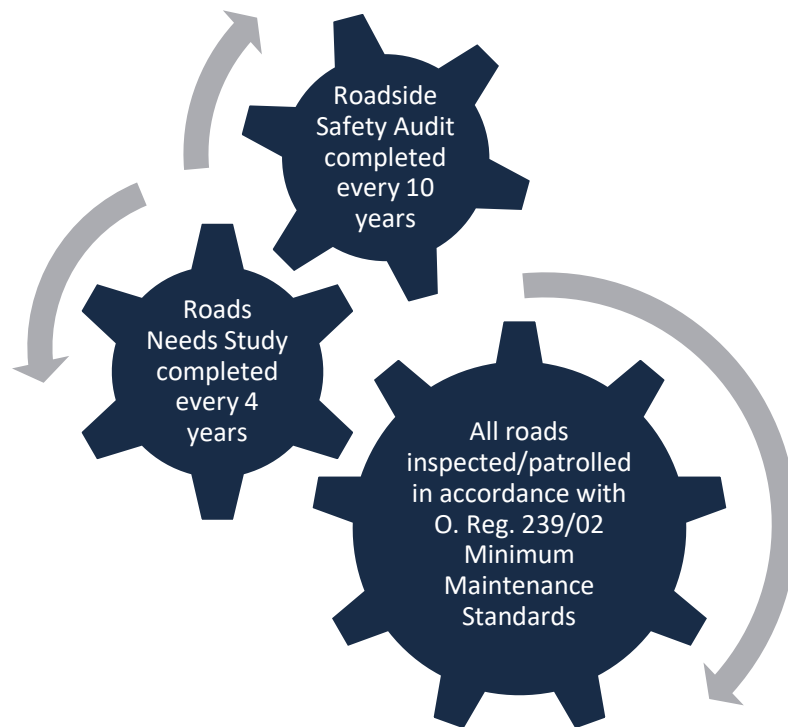 Roadside
Safety Audit
completed
every 10
years
Roads
Needs Study
completed
every 4
years
All roads
inspected/patrolled
in accordance with
O. Reg. 239/02
Minimum
Maintenance
Standards